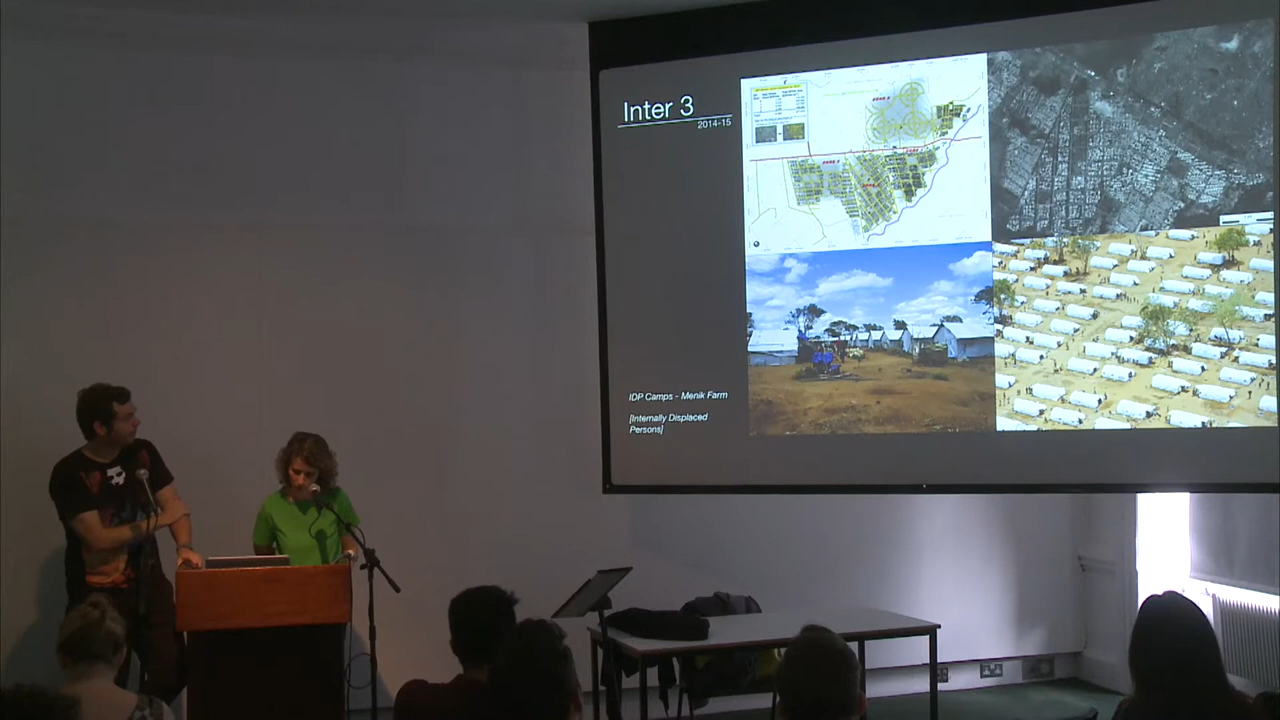 Inter 3
2014-15
IDP Camps - Menik Farm
[Internally Displaced
Persons]